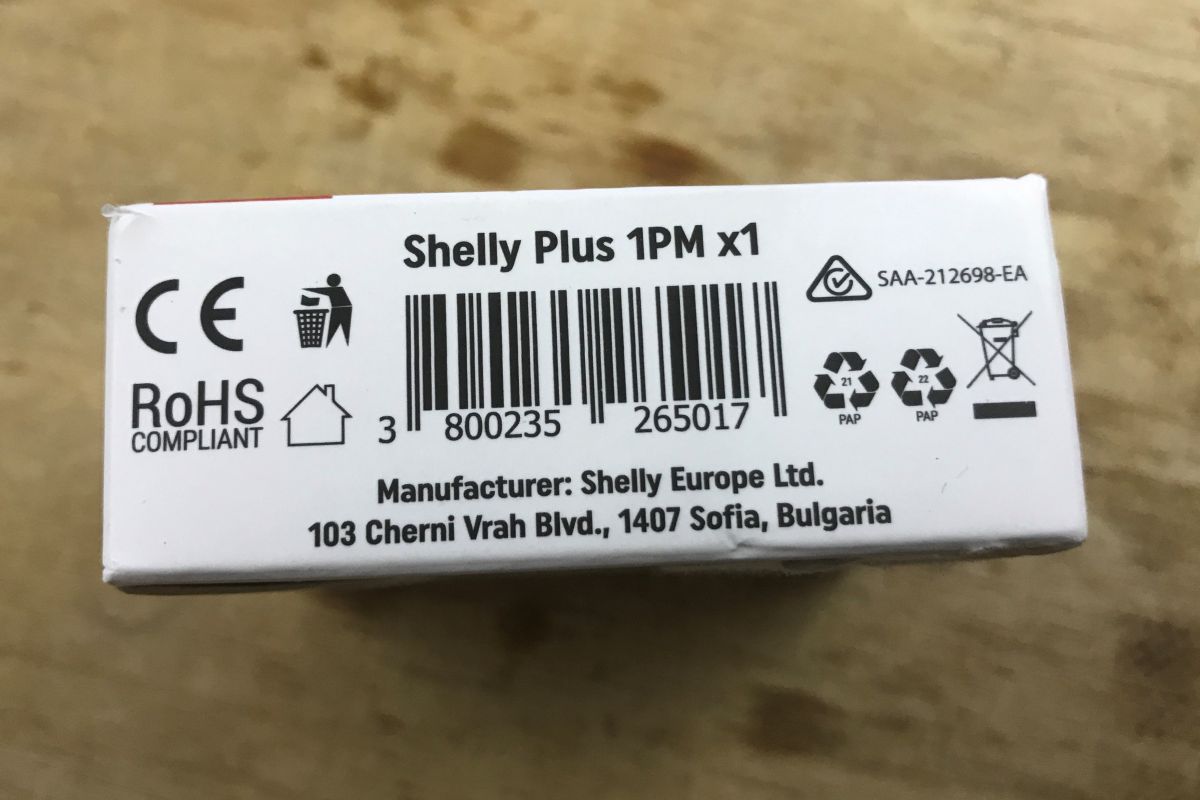 Shelly Plus 1PM x1
CE
SAA-212698-EA
RoHS
COMPLIANT
3 800235 265017
21
PAP
22
PAP
Manufacturer: Shelly Europe Ltd.
103 Cherni Vrah Blvd., 1407 Sofia, Bulgaria